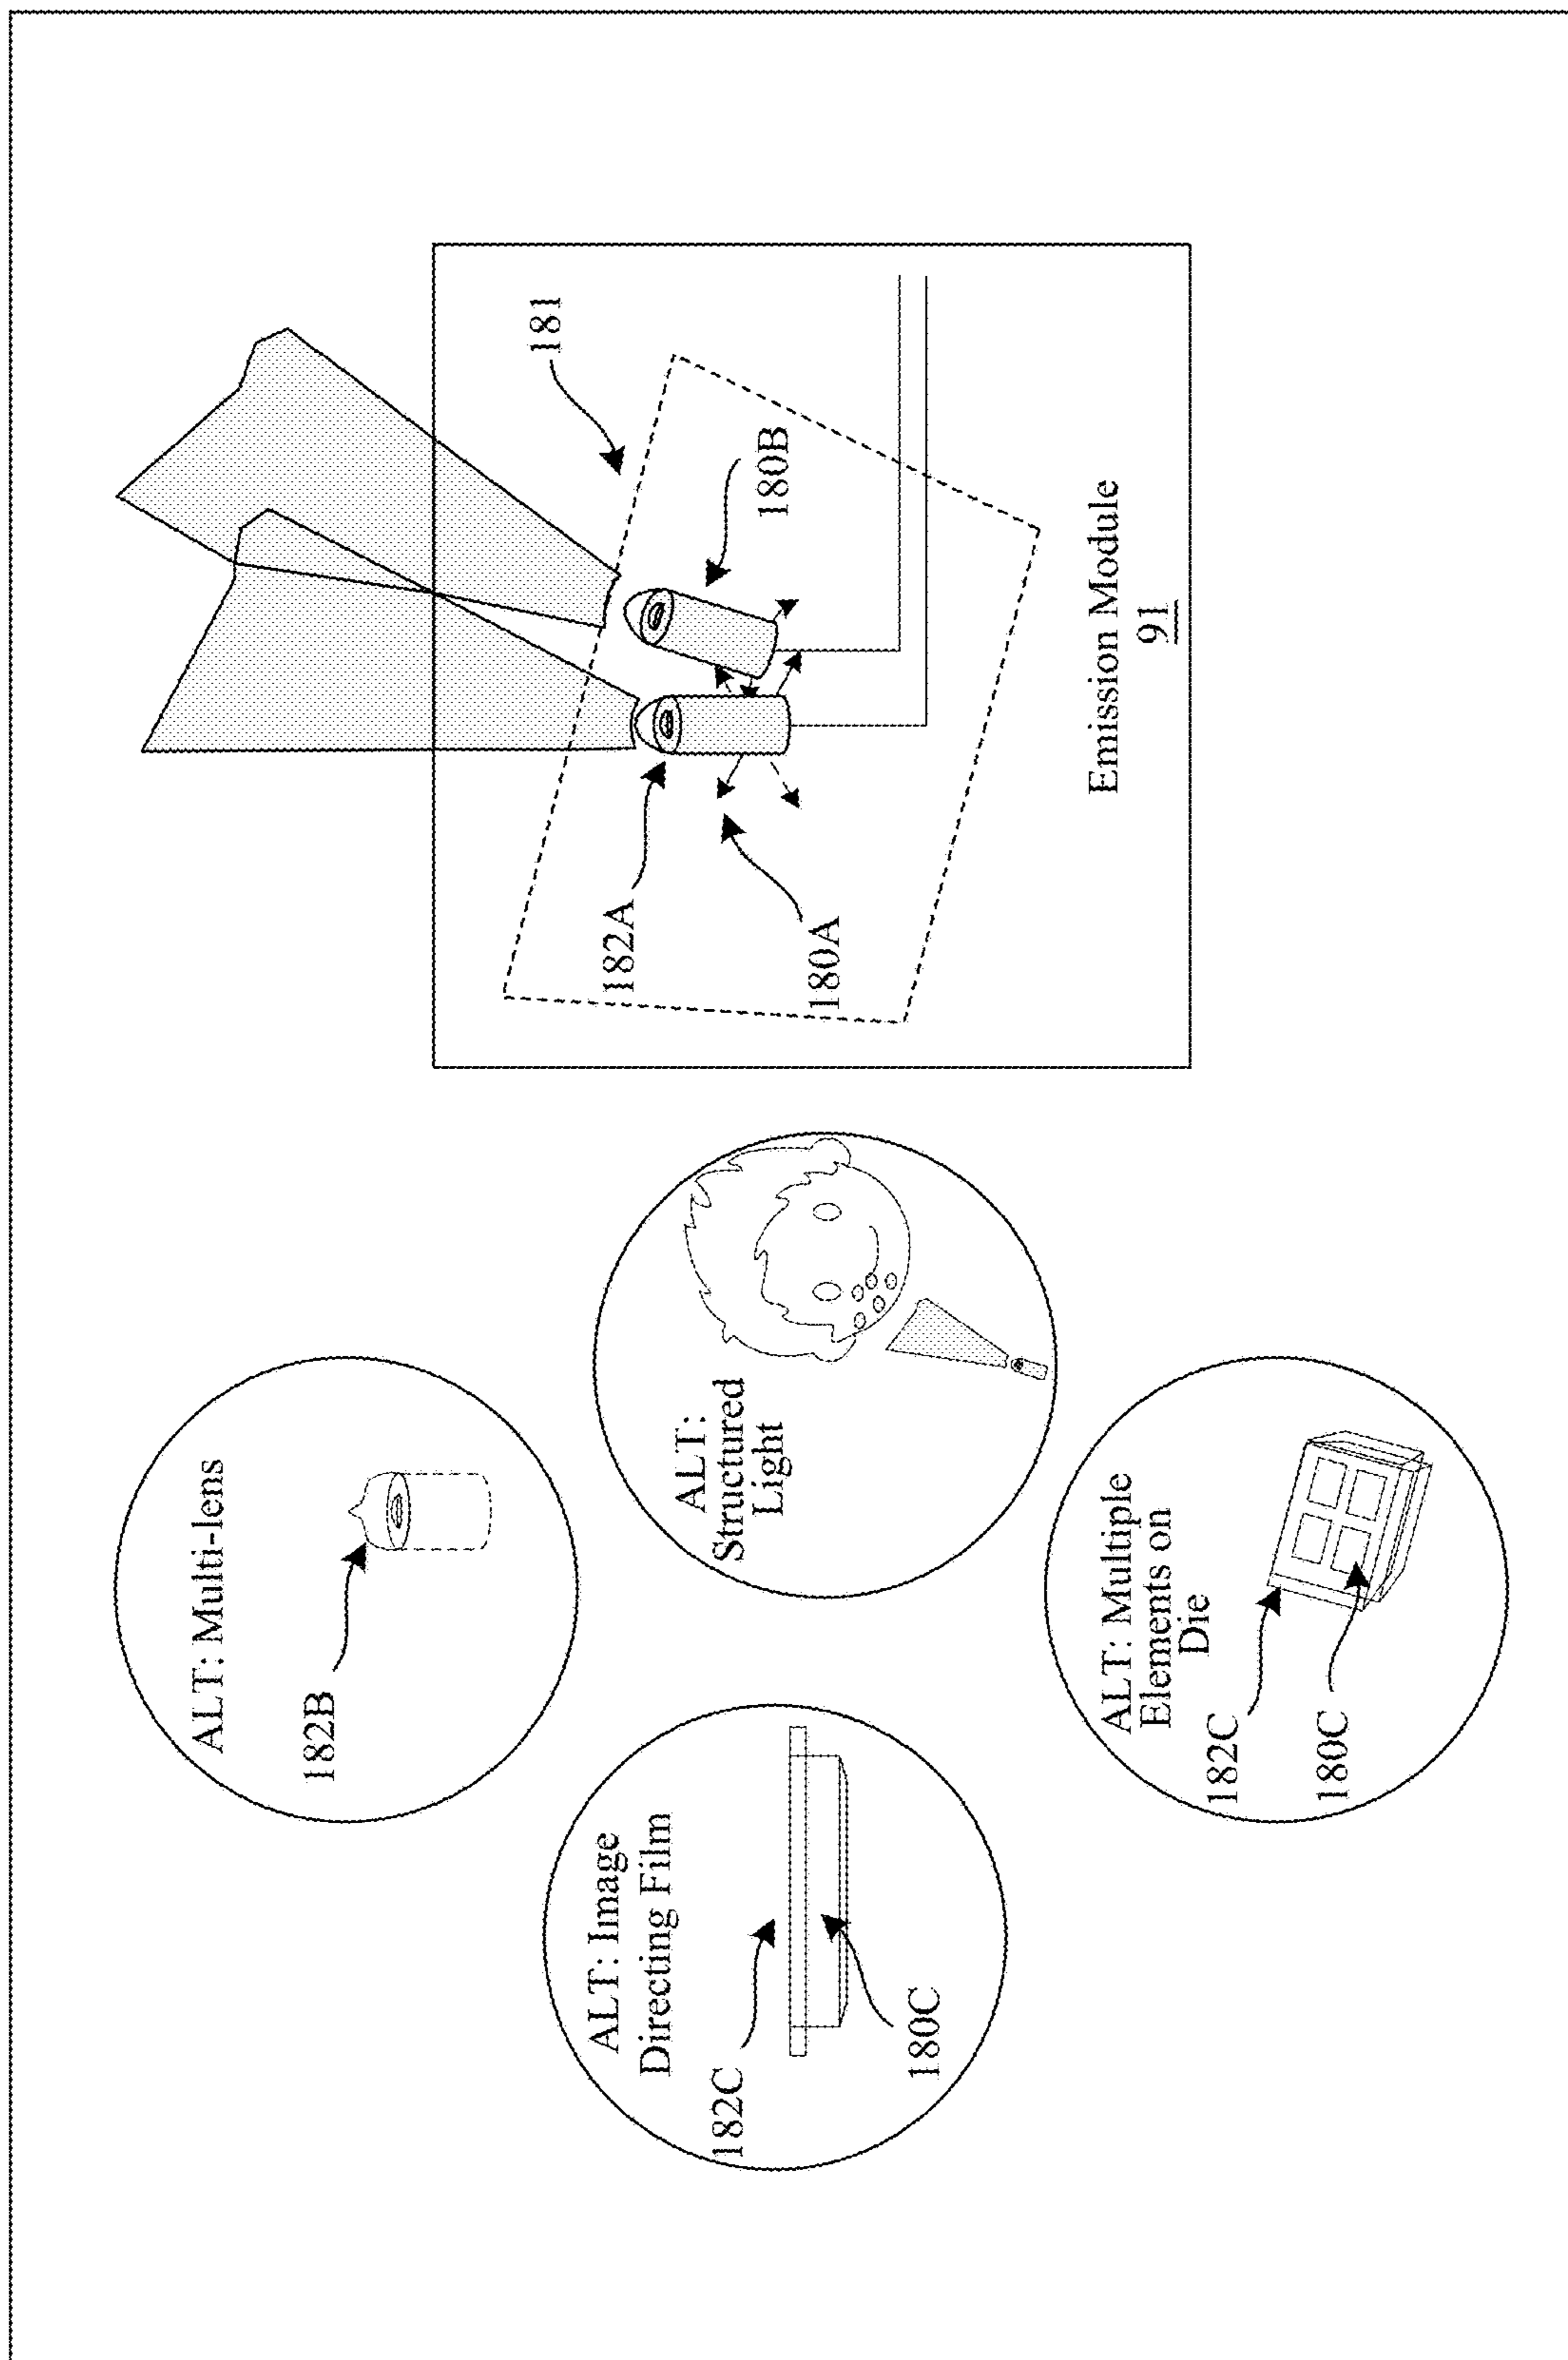 ALT: Multi-lens
182B
ALT: Image
Directing Film
182C
180C
ALT:
Structured
Light
ALT: Multiple
Elements on
Die
182C
180C
181
180B
182A
180A
Emission Module
91